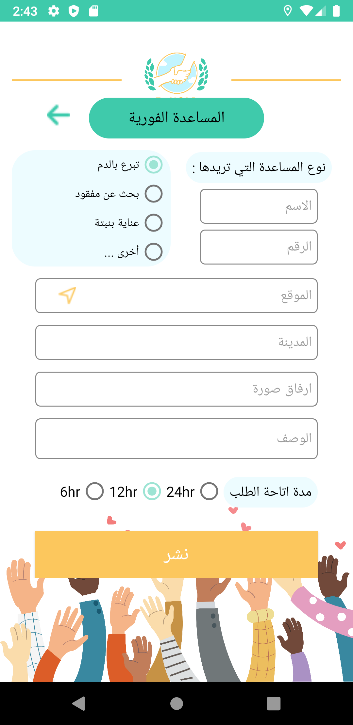 2:43
المساعدة الفورية
نوع المساعدة التي تريدها :
تبرع بالدم
بحث عن مفقود
عناية بنبتة
أخرى ...
الاسم
الرقم
الموقع
المدينة
ارفاق صورة
الوصف
مدة اتاحة الطلب 24hr 12hr 6hr
نشر